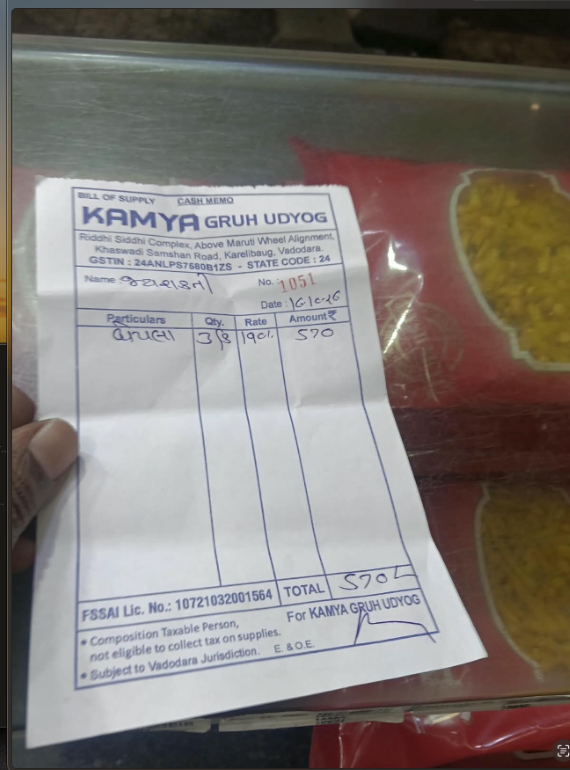 BILL OF SUPPLY CASH MEMO
KAMYA GRUH UDYOG
Riddhi Siddhi Complex, Above Maruti Wheel Alignment,
Khaswadi Samshan Road, Karelibaug, Vadodara.
GSTIN : 24ANLPS7680B1ZS - STATE CODE : 24
Name No. : 1051
Date : 16-10-26
Particulars Qty. Rate Amount ₹
3 190/. 570
FSSAI Lic. No.: 10721032001564 TOTAL 570/-
• Composition Taxable Person, For KAMYA GRUH UDYOG
not eligible to collect tax on supplies.
• Subject to Vadodara Jurisdiction. E. & O.E.